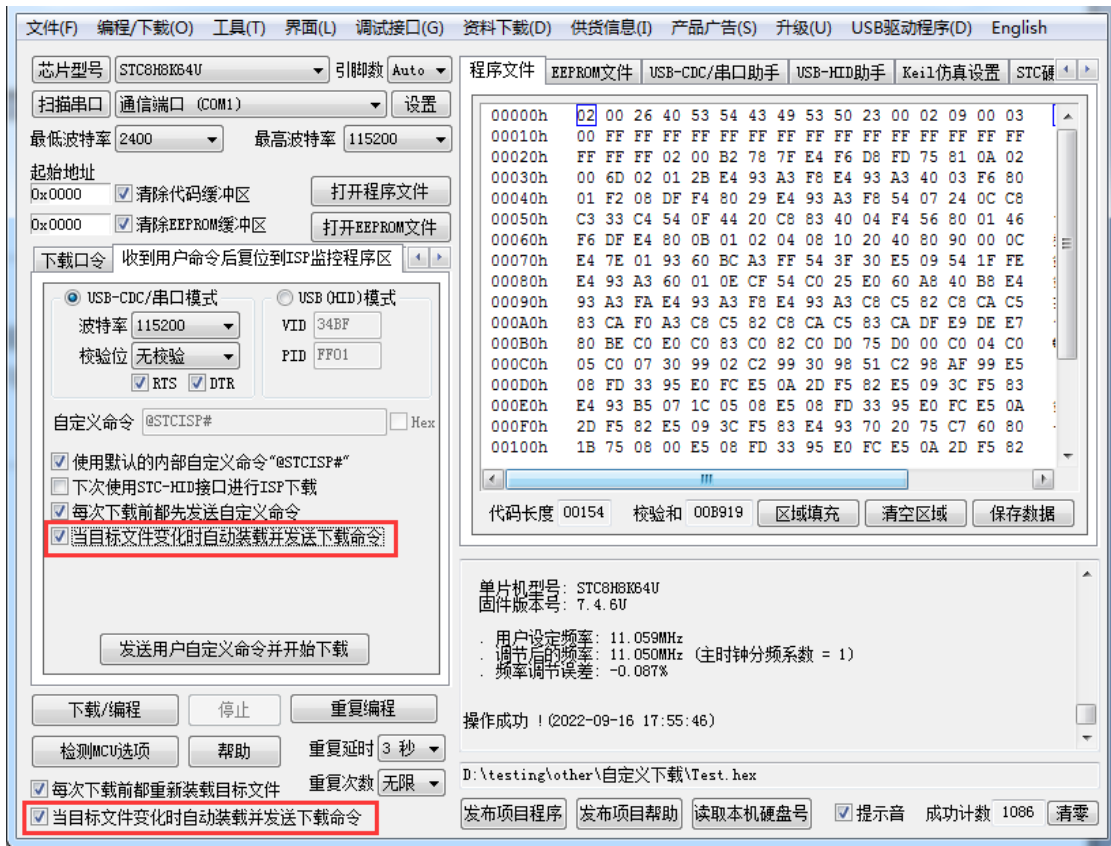 文件(F) 编程/下载(O) 工具(T) 界面(L) 调试接口(G) 资料下载(D) 供货信息(I) 产品广告(S) 升级(U) USB驱动程序(D) English
芯片型号 STC8H8K64U 引脚数 Auto
扫描串口 通信端口 (COM1) 设置
最低波特率 2400 最高波特率 115200
起始地址
0x0000 清除代码缓冲区 打开程序文件
0x0000 清除EEPROM缓冲区 打开EEPROM文件
下载口令 收到用户命令后复位到ISP监控程序区
USB-CDC/串口模式 USB(HID)模式
波特率 115200 VID 34BF
校验位 无校验 PID FF01
RTS DTR
自定义命令 @STCISP# Hex
使用默认的内部自定义命令“@STCISP#”
下次使用STC-HID接口进行ISP下载
每次下载前都先发送自定义命令
当目标文件变化时自动装载并发送下载命令
发送用户自定义命令并开始下载
下载/编程 停止 重复编程
检测MCU选项 帮助 重复延时 3 秒
每次下载前都重新装载目标文件 重复次数 无限
当目标文件变化时自动装载并发送下载命令
程序文件 EEPROM文件 USB-CDC/串口助手 USB-HID助手 Keil仿真设置 STC硬
00000h 02 00 26 40 53 54 43 49 53 50 23 00 02 09 00 03
00010h 00 FF FF FF FF FF FF FF FF FF FF FF FF FF FF FF
00020h FF FF FF 02 00 B2 78 7F E4 F6 D8 FD 75 81 0A 02
00030h 00 6D 02 01 2B E4 93 A3 F8 E4 93 A3 40 03 F6 80
00040h 01 F2 08 DF F4 80 29 E4 93 A3 F8 54 07 24 0C C8
00050h C3 33 C4 54 0F 44 20 C8 83 40 04 F4 56 80 01 46
00060h F6 DF E4 80 0B 01 02 04 08 10 20 40 80 90 00 0C
00070h E4 7E 01 93 60 BC A3 FF 54 3F 30 E5 09 54 1F FE
00080h E4 93 A3 60 01 0E CF 54 C0 25 E0 60 A8 40 B8 E4
00090h 93 A3 FA E4 93 A3 F8 E4 93 A3 C8 C5 82 C8 CA C5
000A0h 83 CA F0 A3 C8 C5 82 C8 CA C5 83 CA DF E9 DE E7
000B0h 80 BE C0 E0 C0 83 C0 82 C0 D0 75 D0 00 C0 04 C0
000C0h 05 C0 07 30 99 02 C2 99 30 98 51 C2 98 AF 99 E5
000D0h 08 FD 33 95 E0 FC E5 0A 2D F5 82 E5 09 3C F5 83
000E0h E4 93 B5 07 1C 05 08 E5 08 FD 33 95 E0 FC E5 0A
000F0h 2D F5 82 E5 09 3C F5 83 E4 93 70 20 75 C7 60 80
00100h 1B 75 08 00 E5 08 FD 33 95 E0 FC E5 0A 2D F5 82
代码长度 00154 校验和 00B919 区域填充 清空区域 保存数据
单片机型号: STC8H8K64U
固件版本号: 7.4.6U
. 用户设定频率: 11.059MHz
. 调节后的频率: 11.050MHz (主时钟分频系数 = 1)
. 频率调节误差: -0.087%
操作成功 !(2022-09-16 17:55:46)
D:\testing\other\自定义下载\Test.hex
发布项目程序 发布项目帮助 读取本机硬盘号 提示音 成功计数 1086 清零